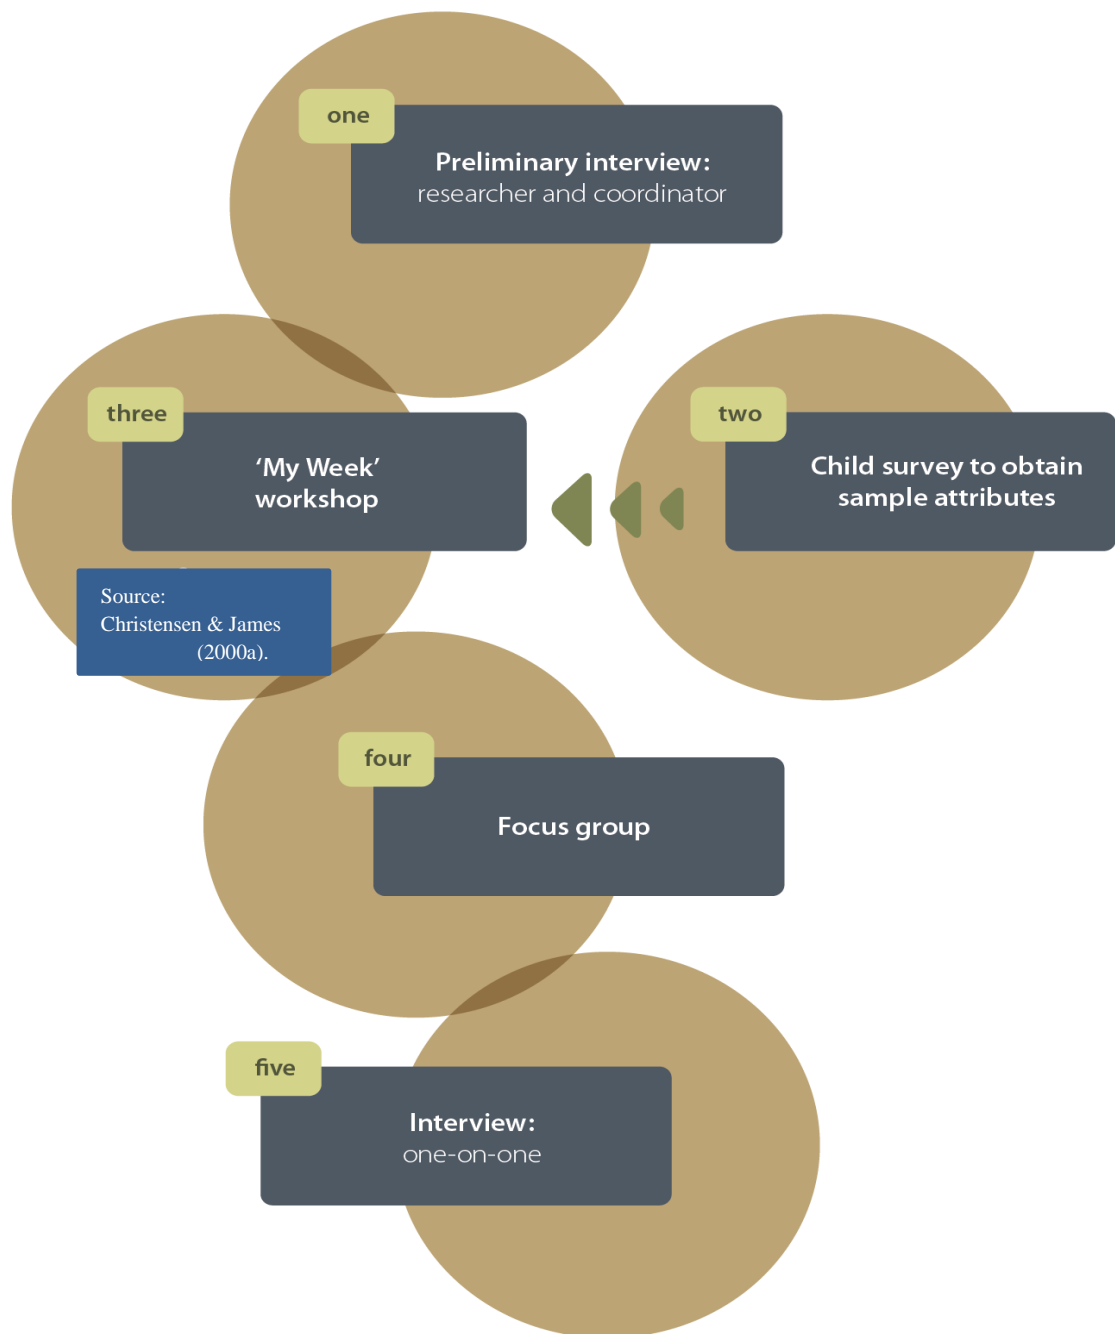 one
Preliminary interview:
researcher and coordinator
two
Child survey to obtain
sample attributes
three
‘My Week’
workshop
Source:
Christensen & James
(2000a).
four
Focus group
five
Interview:
one-on-one